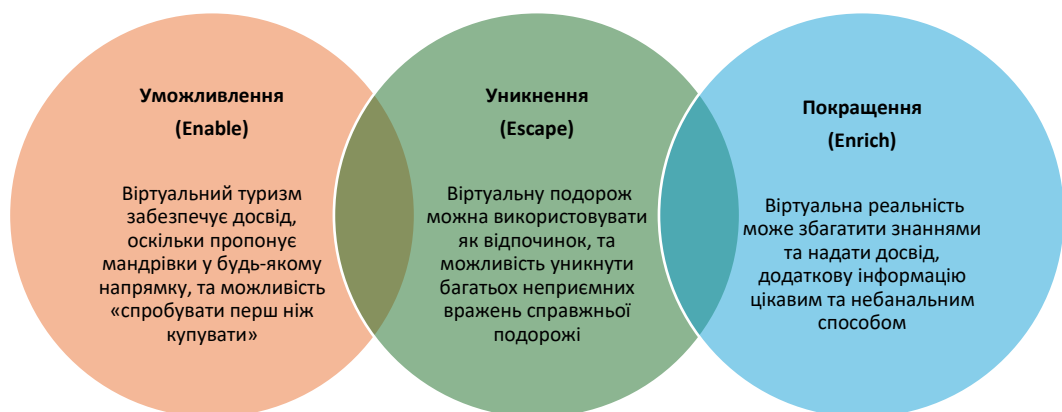 Уможливлення
(Enable)
Віртуальний туризм
забезпечує досвід,
оскільки пропонує
мандрівки у будь-якому
напрямку, та можливість
«спробувати перш ніж
купувати»
Уникнення
(Escape)
Віртуальну подорож
можна використовувати
як відпочинок, та
можливість уникнути
багатьох неприємних
вражень справжньої
подорожі
Покращення
(Enrich)
Віртуальна реальність
може збагатити знаннями
та надати досвід,
додаткову інформацію
цікавим та небанальним
способом